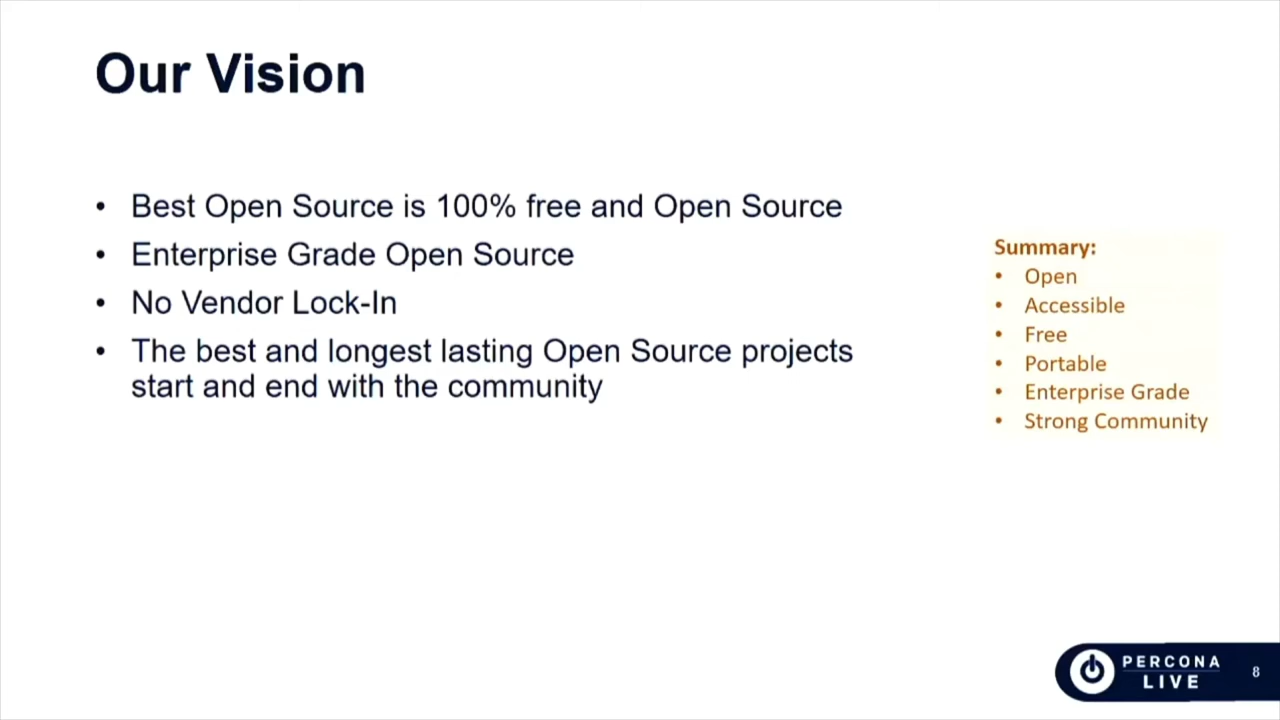 Our Vision
• Best Open Source is 100% free and Open Source
• Enterprise Grade Open Source
• No Vendor Lock-In
• The best and longest lasting Open Source projects
start and end with the community
Summary:
• Open
• Accessible
• Free
• Portable
• Enterprise Grade
• Strong Community
PERCONA
LIVE
8